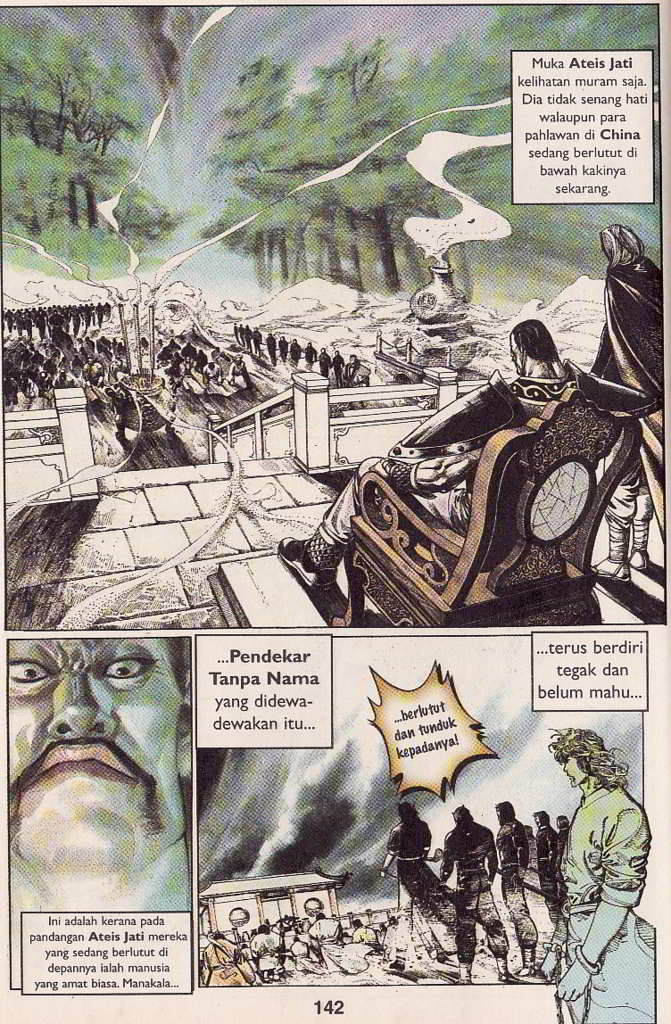 Muka Ateis Jati
kelihatan muram saja.
Dia tidak senang hati
walaupun para
pahlawan di China
sedang berlutut di
bawah kakinya
sekarang.
Ini adalah kerana pada
pandangan Ateis Jati mereka
yang sedang berlutut di
depannya ialah manusia
yang amat biasa. Manakala...
...Pendekar
Tanpa Nama
yang didewa-
dewakan itu...
...terus berdiri
tegak dan
belum mahu...
...berlutut
dan tunduk
kepadanya!
142